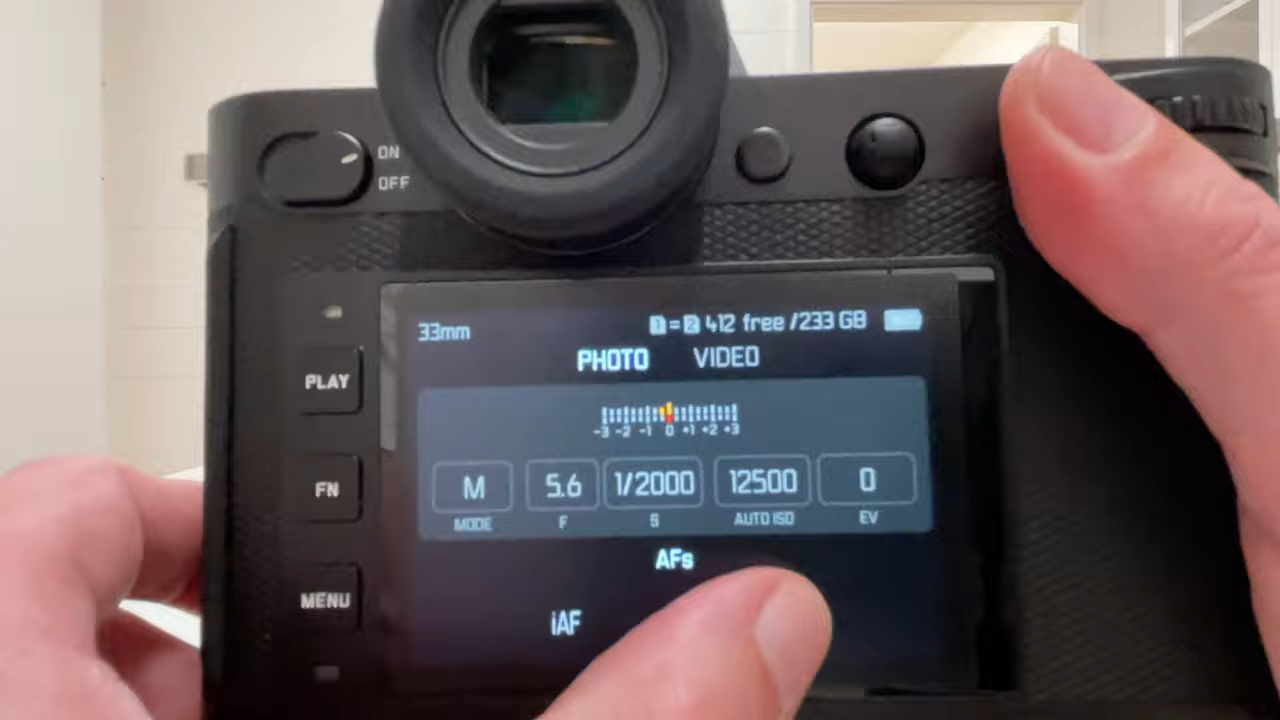 ON
OFF
33mm
1=2 412 free /233 GB
PHOTO VIDEO
-3 -2 -1 0 +1 +2 +3
PLAY
M 5.6 1/2000 12500 0
MODE F S AUTO ISO EV
FN
AFs
MENU
iAF